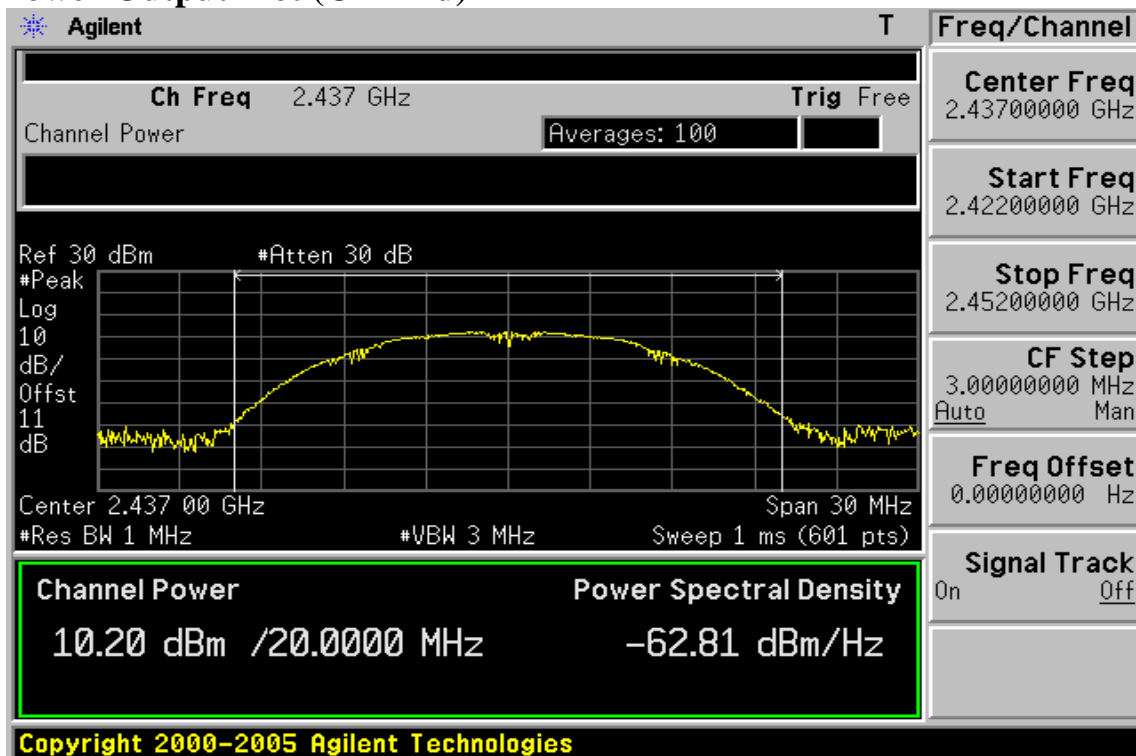 Agilent T
Ch Freq 2.437 GHz Trig Free
Channel Power Averages: 100
Ref 30 dBm #Atten 30 dB
#Peak
Log
10
dB/
Offst
11
dB
Center 2.437 00 GHz Span 30 MHz
#Res BW 1 MHz #VBW 3 MHz Sweep 1 ms (601 pts)
Channel Power Power Spectral Density
10.20 dBm /20.0000 MHz -62.81 dBm/Hz
Copyright 2000-2005 Agilent Technologies
Freq/Channel
Center Freq
2.43700000 GHz
Start Freq
2.42200000 GHz
Stop Freq
2.45200000 GHz
CF Step
3.00000000 MHz
Auto Man
Freq Offset
0.00000000 Hz
Signal Track
On Off